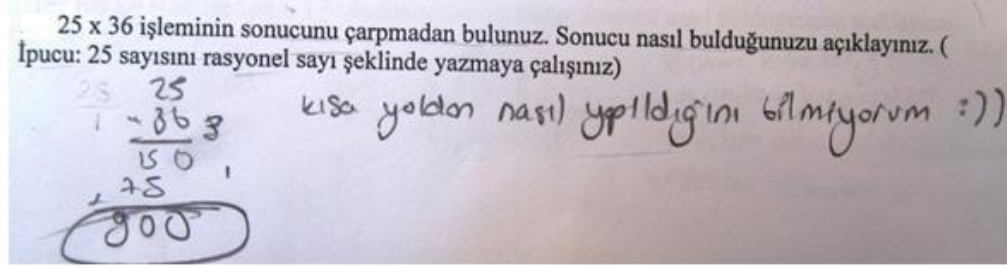 25 x 36 işleminin sonucunu çarpmadan bulunuz. Sonucu nasıl bulduğunuzu açıklayınız. (
İpucu: 25 sayısını rasyonel sayı şeklinde yazmaya çalışınız)
25
36
kısa yoldan nasıl yapıldığını bilmiyorum :))
150
+ 75
900